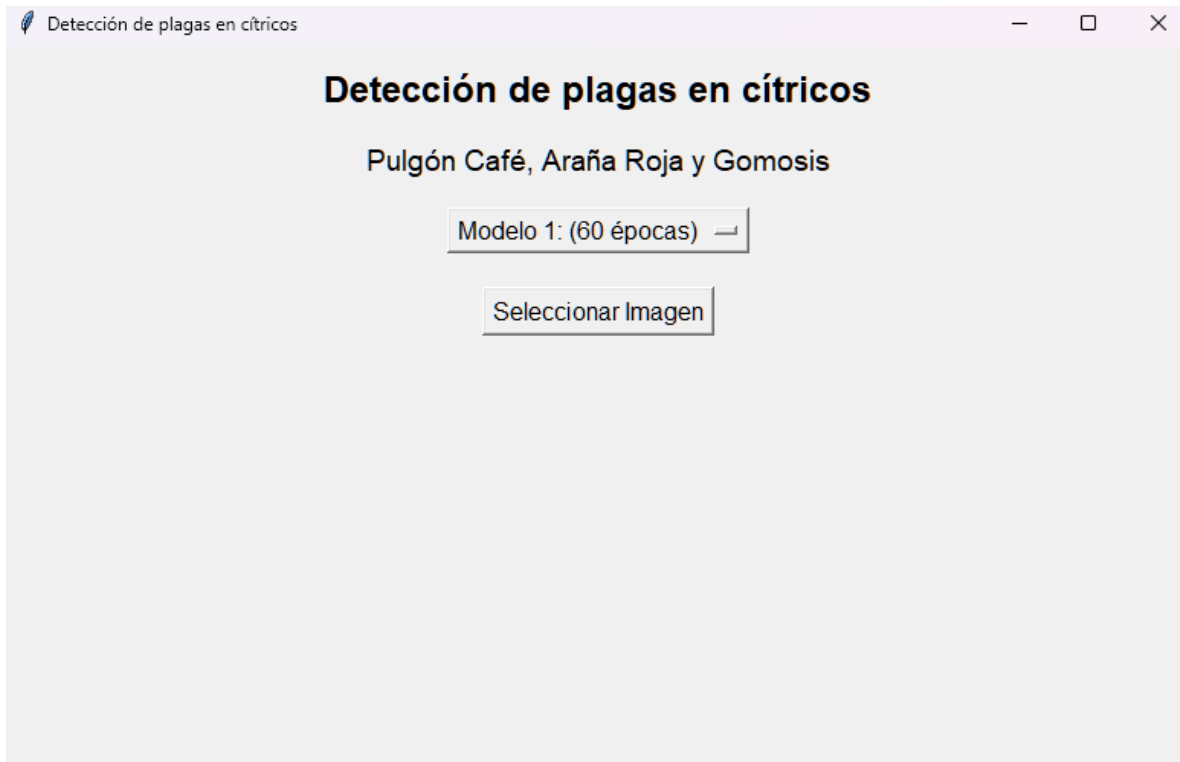 Detección de plagas en cítricos
Detección de plagas en cítricos
Pulgón Café, Araña Roja y Gomosis
Modelo 1: (60 épocas)
Seleccionar Imagen